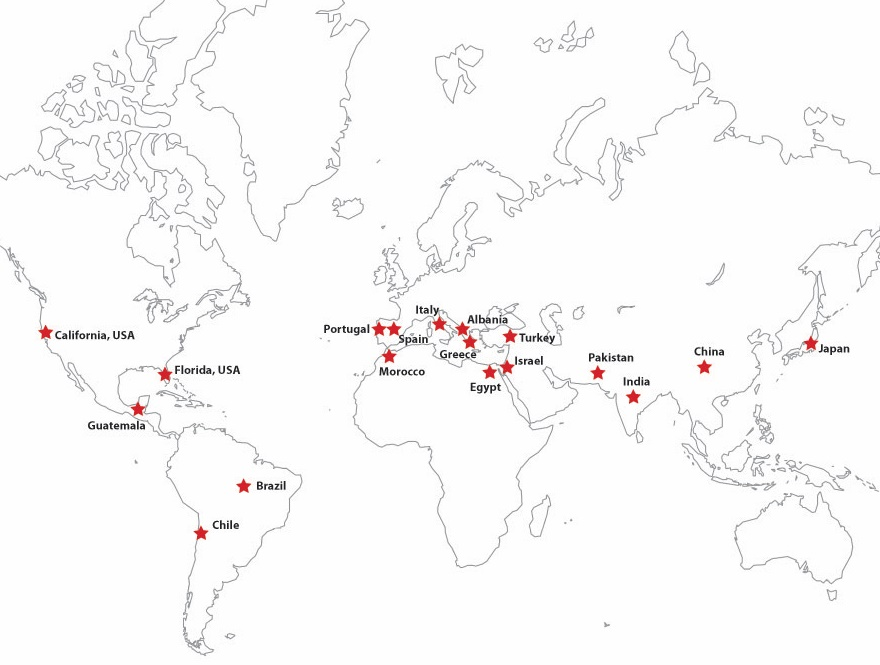 Italy
Albania
Portugal
California, USA
Spain
Turkey
Japan
Greece
China
Pakistan
Israel
Morocco
Florida, USA
India
Egypt
Guatemala
Brazil
Chile